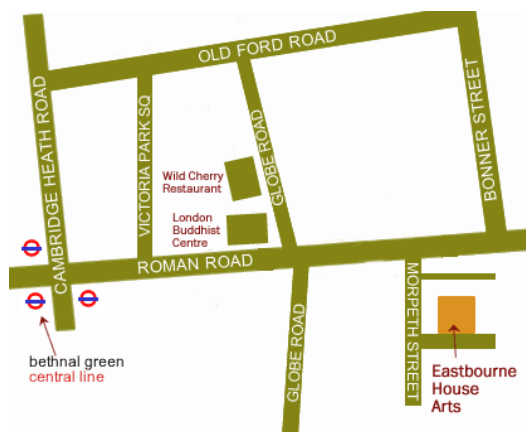 OLD FORD ROAD
CAMBRIDGE HEATH ROAD
VICTORIA PARK SQ
GLOBE ROAD
BONNER STREET
Wild Cherry
Restaurant
London
Buddhist
Centre
ROMAN ROAD
MORPETH STREET
GLOBE ROAD
bethnal green
central line
Eastbourne
House
Arts